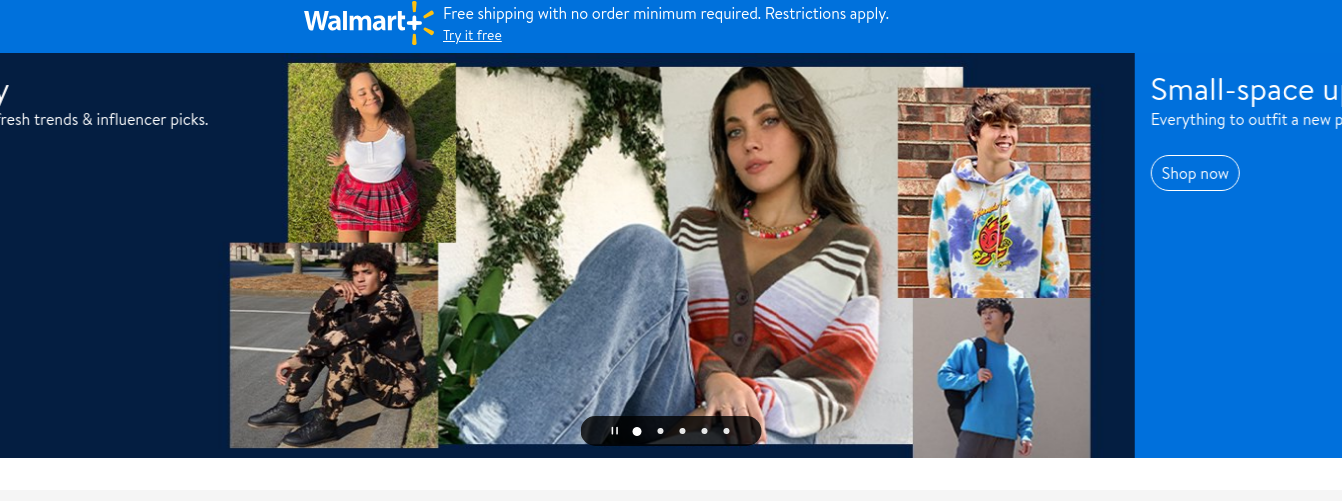 Walmart+
Free shipping with no order minimum required. Restrictions apply.
Try it free
y
resh trends & influencer picks.
Small-space u
Everything to outfit a new p
Shop now